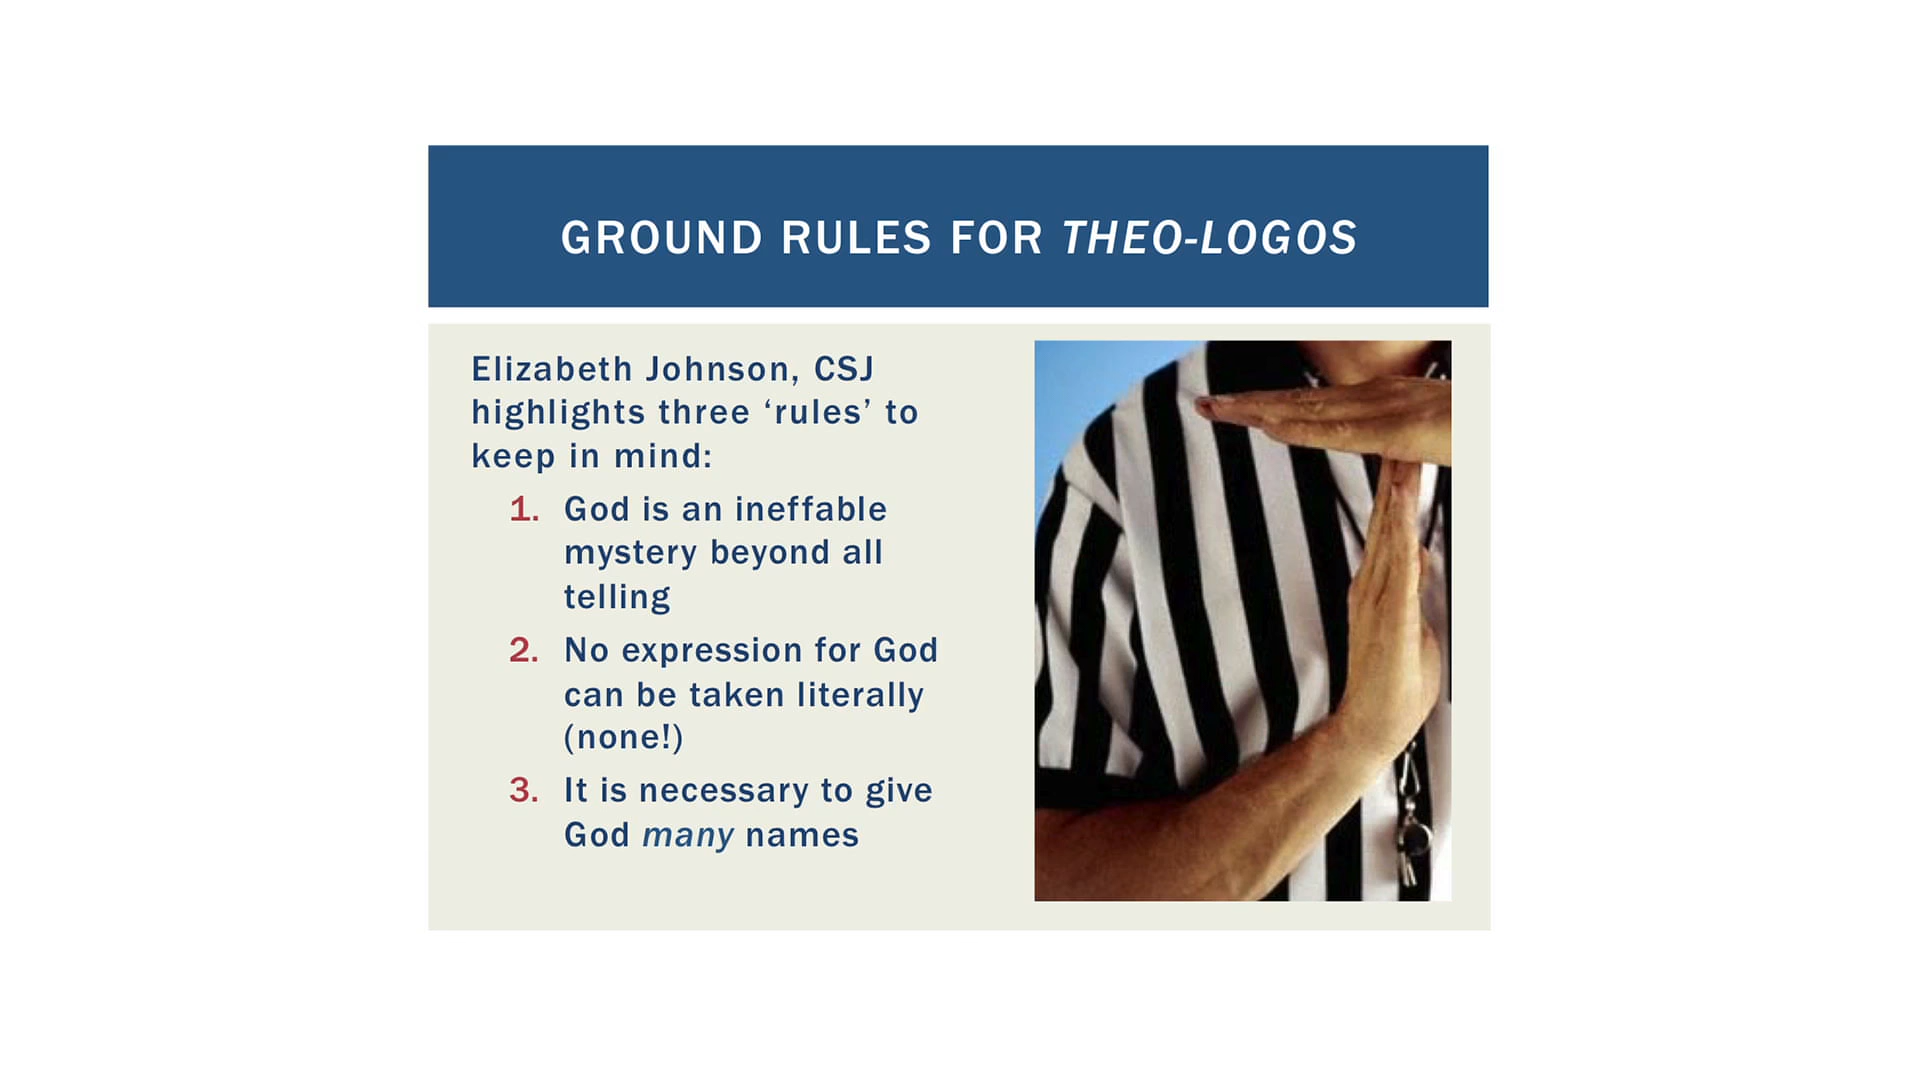 GROUND RULES FOR THEO-LOGOS
Elizabeth Johnson, CSJ
highlights three ‘rules’ to
keep in mind:
1. God is an ineffable
mystery beyond all
telling
2. No expression for God
can be taken literally
(none!)
3. It is necessary to give
God many names